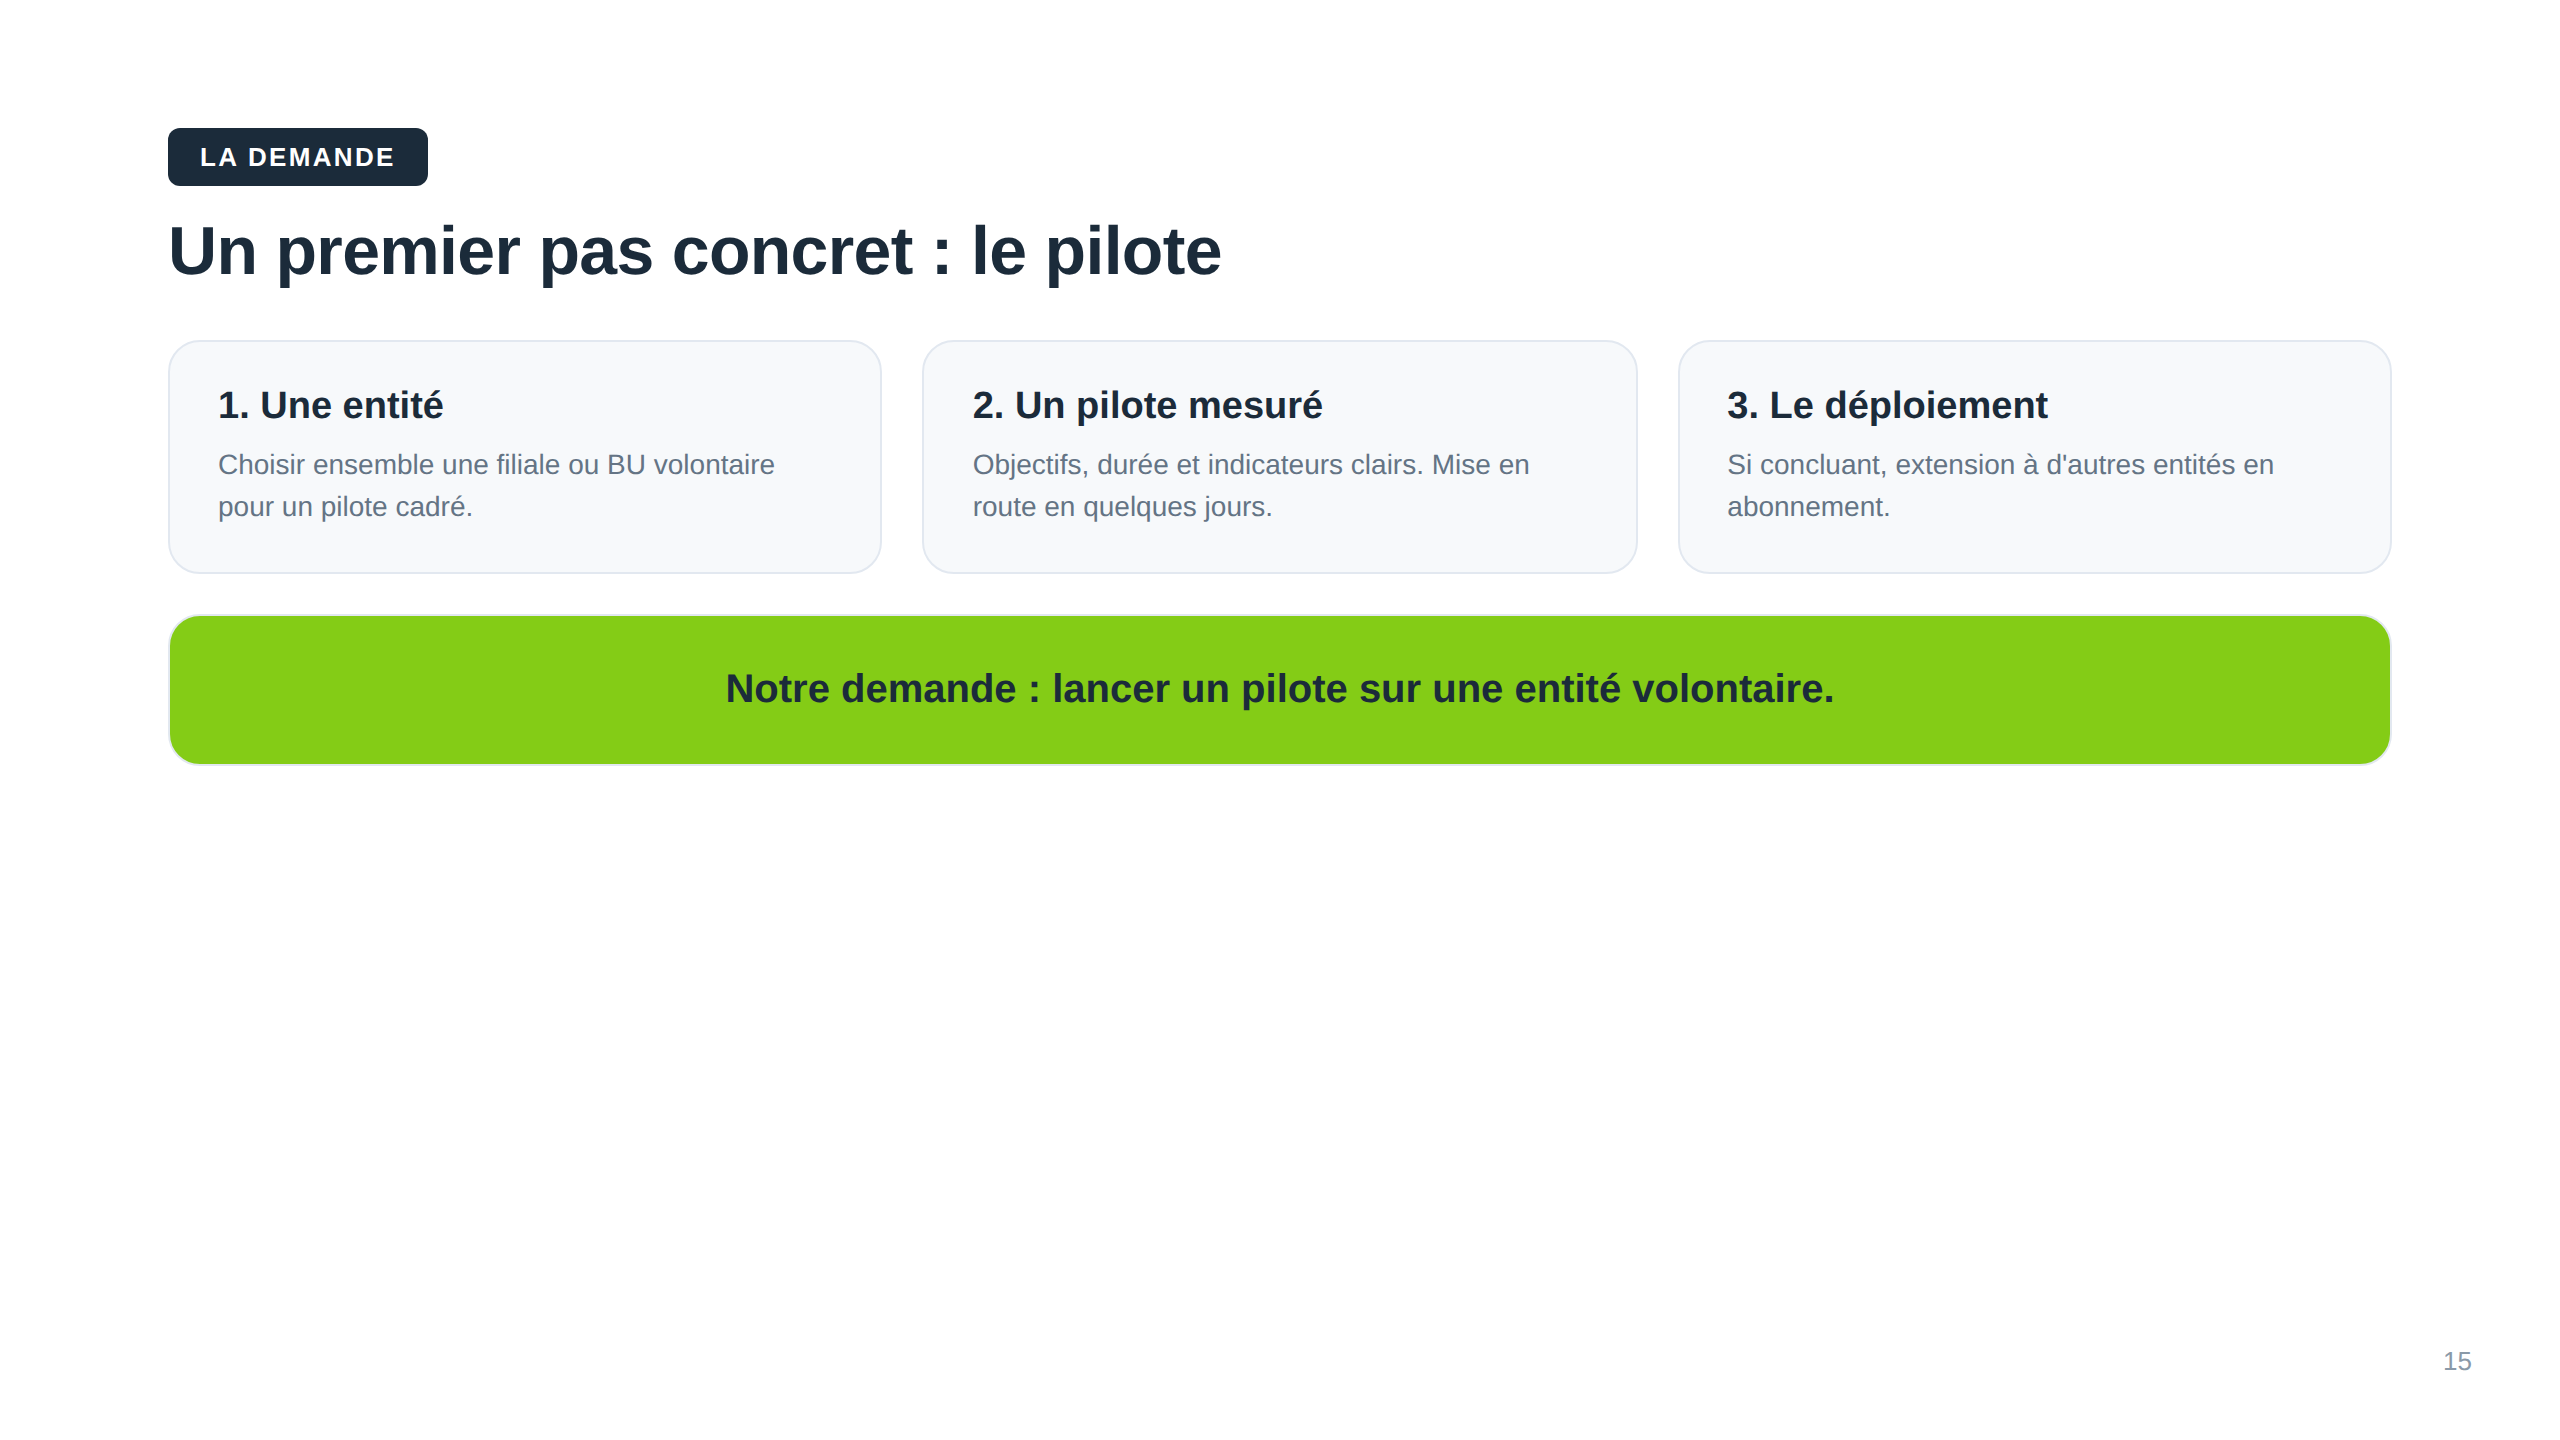 LA DEMANDE
Un premier pas concret : le pilote
1. Une entité
Choisir ensemble une filiale ou BU volontaire
pour un pilote cadré.
2. Un pilote mesuré
Objectifs, durée et indicateurs clairs. Mise en
route en quelques jours.
3. Le déploiement
Si concluant, extension à d'autres entités en
abonnement.
Notre demande : lancer un pilote sur une entité volontaire.
15